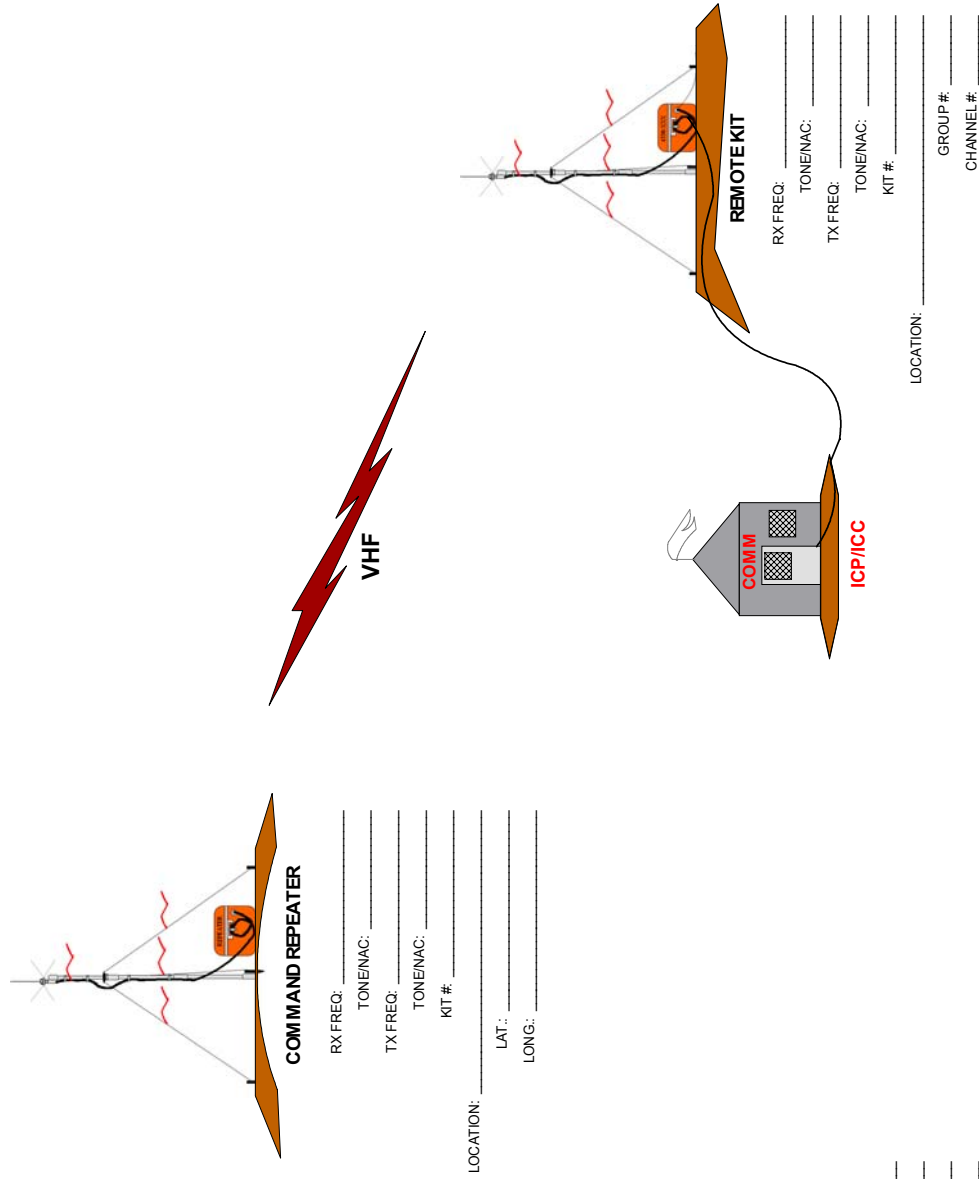 COMMAND REPEATER
RX FREQ:
TONE/NAC:
TX FREQ:
TONE/NAC:
KIT #:
LOCATION:
LAT.:
LONG.:
VHF
COMM
ICP/ICC
REMOTE KIT
RX FREQ:
TONE/NAC:
TX FREQ:
TONE/NAC:
KIT #:
LOCATION:
GROUP #:
CHANNEL #: